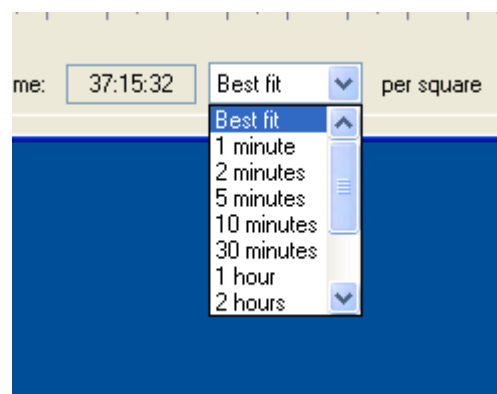 me: 37:15:32 Best fit per square
Best fit
1 minute
2 minutes
5 minutes
10 minutes
30 minutes
1 hour
2 hours